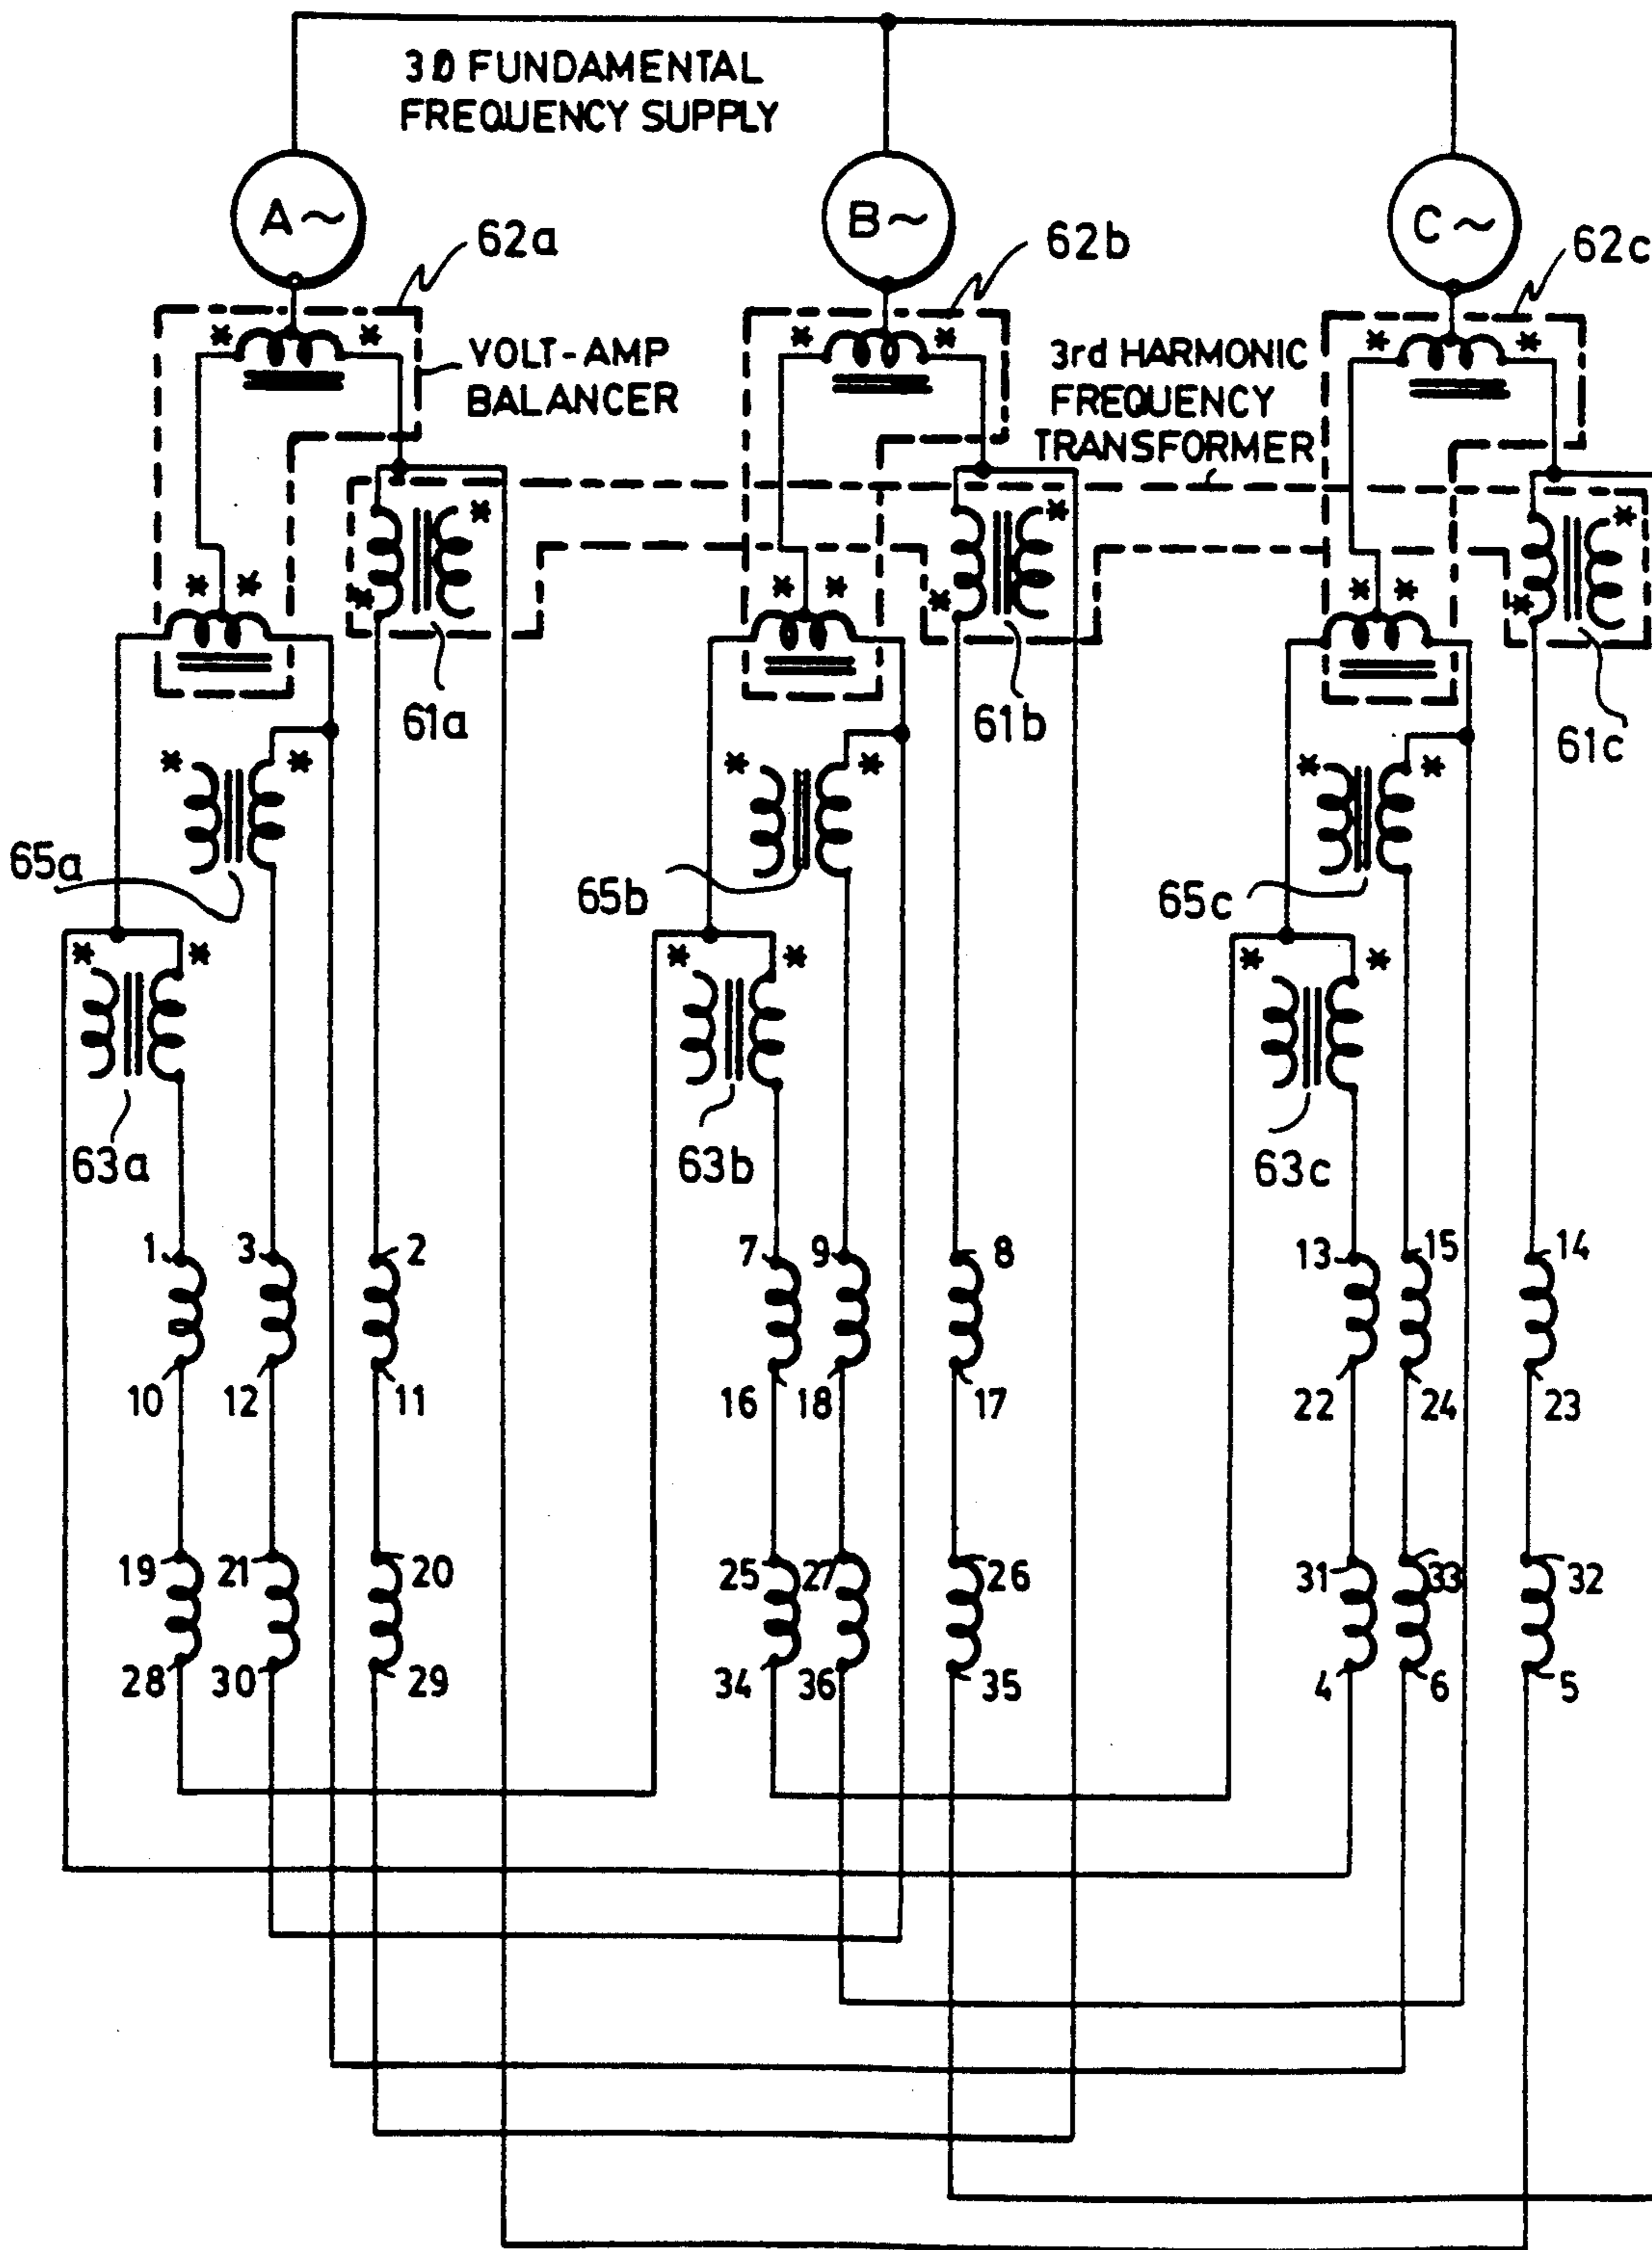 3Ø FUNDAMENTAL
FREQUENCY SUPPLY
A ~
B ~
C ~
62a
62b
62c
VOLT-AMP
BALANCER
3rd HARMONIC
FREQUENCY
TRANSFORMER
* *
* *
* *
*
*
*
* *
* *
* *
*
*
*
61a
61b
61c
* *
* *
* *
65a
65b
65c
* *
* *
* *
63a
63b
63c
1 3 2
7 9 8
13 15 14
10 12 11
16 18 17
22 24 23
19 21 20
25 27 26
31 33 32
28 30 29
34 36 35
4 6 5